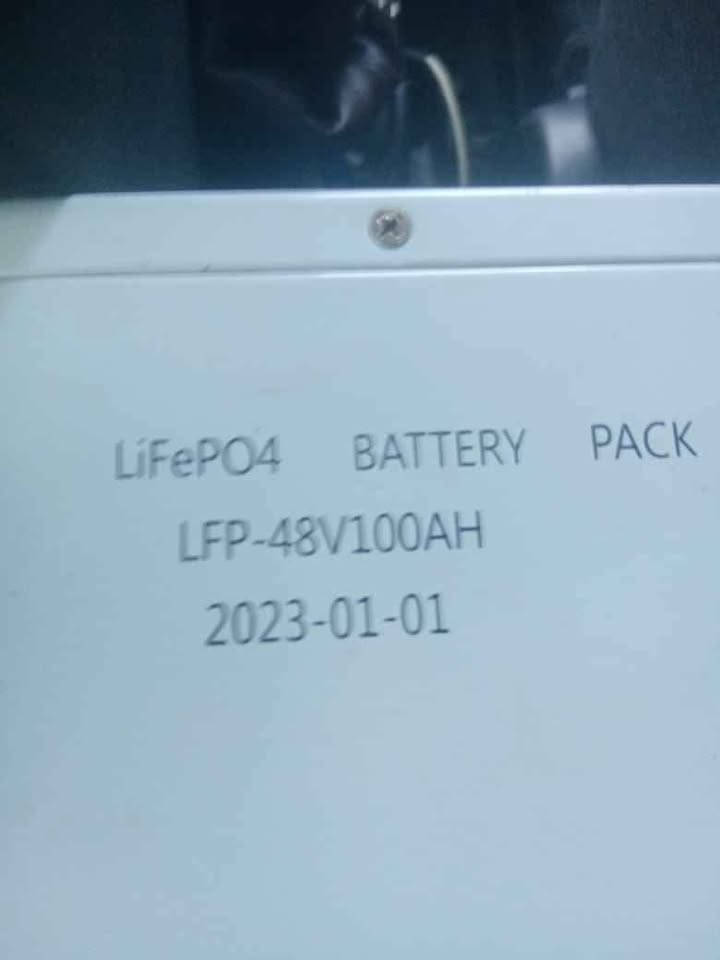 LiFePO4 BATTERY PACK
LFP-48V100AH
2023-01-01